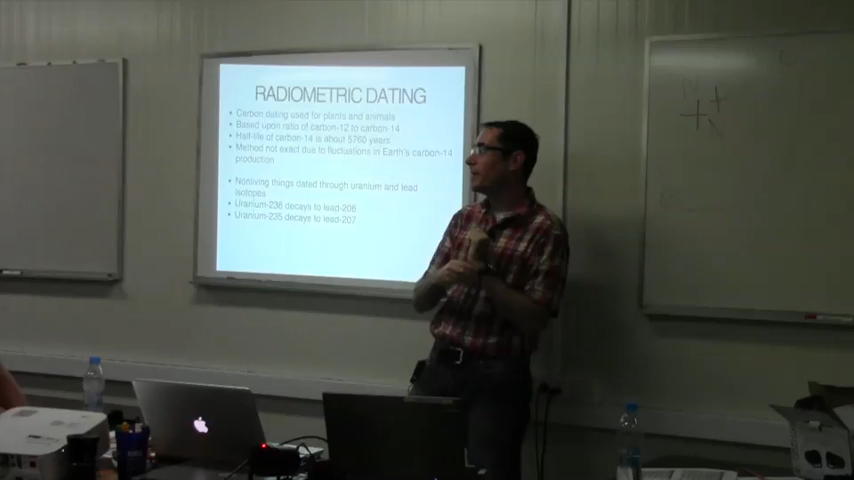 RADIOMETRIC DATING
• Carbon dating used for plants and animals
• Based upon ratio of carbon-12 to carbon-14
• Half-life of carbon-14 is about 5760 years
• Method not exact due to fluctuations in Earth's carbon-14
production
• Nonliving things dated through uranium and lead
isotopes
• Uranium-238 decays to lead-206
• Uranium-235 decays to lead-207